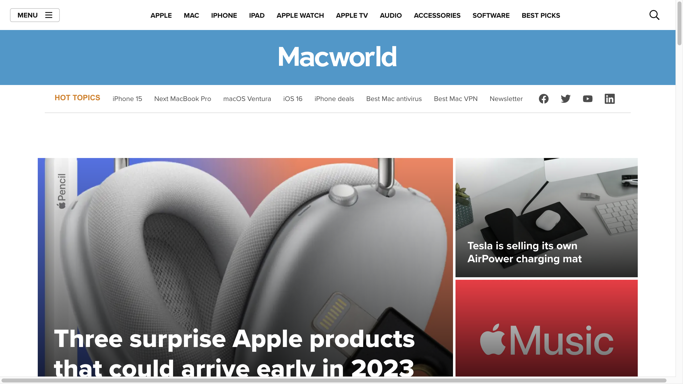 MENU
APPLE MAC IPHONE IPAD APPLE WATCH APPLE TV AUDIO ACCESSORIES SOFTWARE BEST PICKS
Macworld
HOT TOPICS iPhone 15 Next MacBook Pro macOS Ventura iOS 16 iPhone deals Best Mac antivirus Best Mac VPN Newsletter
Pencil
Tesla is selling its own
AirPower charging mat
Music
Three surprise Apple products
that could arrive early in 2023